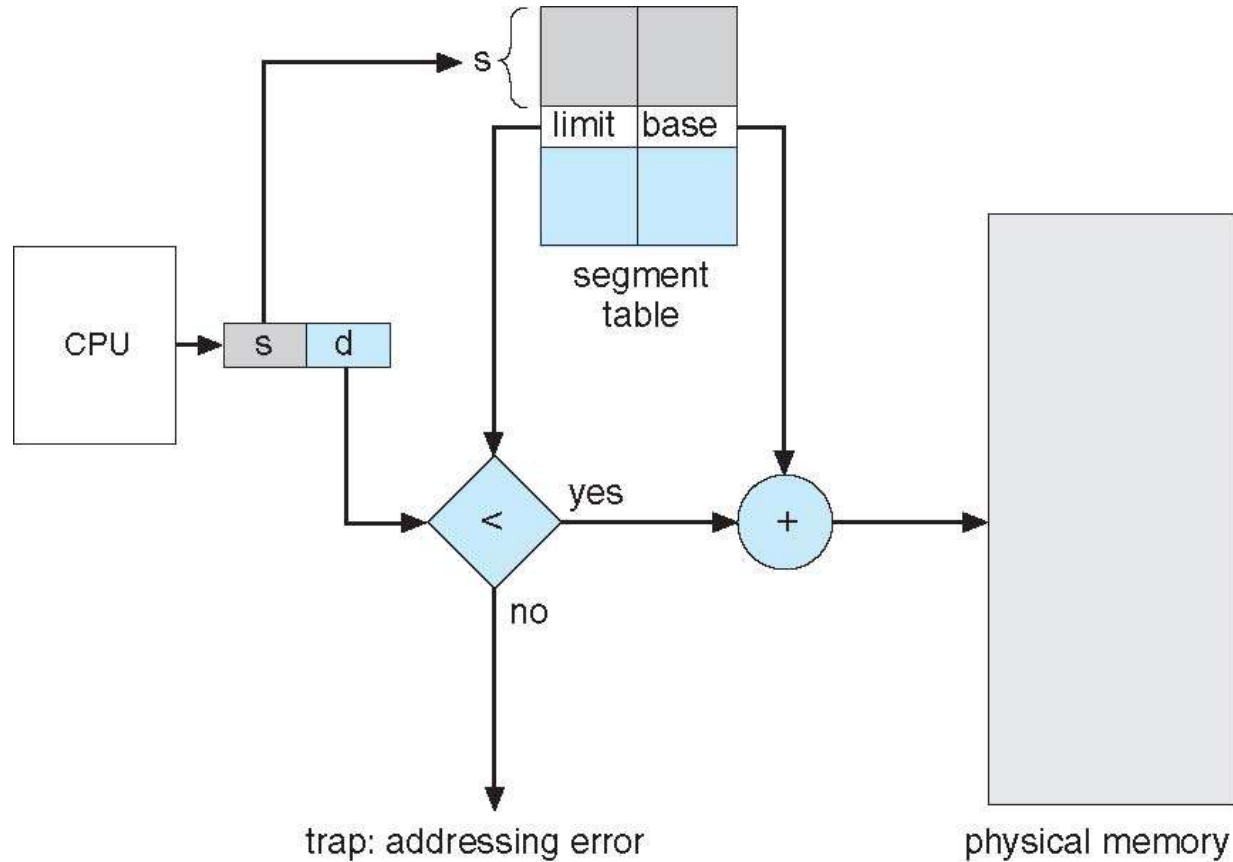 s
limit base
segment
table
CPU
s d
<
yes
+
no
trap: addressing error
physical memory